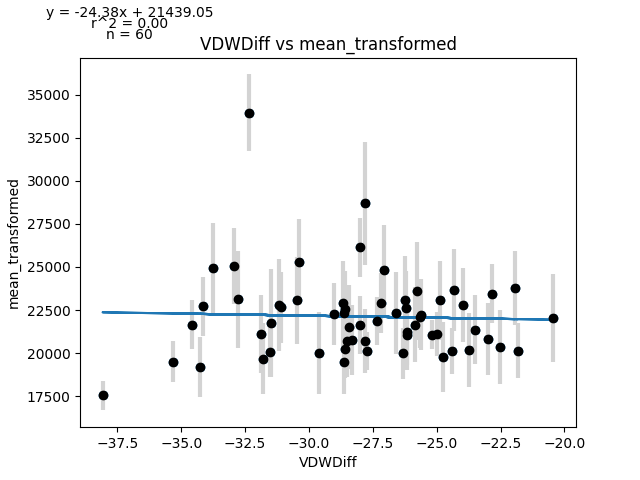 y = -24.38x + 21439.05
r^2 = 0.00
n = 60
VDWDiff vs mean_transformed
35000
32500
30000
27500
25000
22500
20000
17500
mean_transformed
−37.5 −35.0 −32.5 −30.0 −27.5 −25.0 −22.5 −20.0
VDWDiff